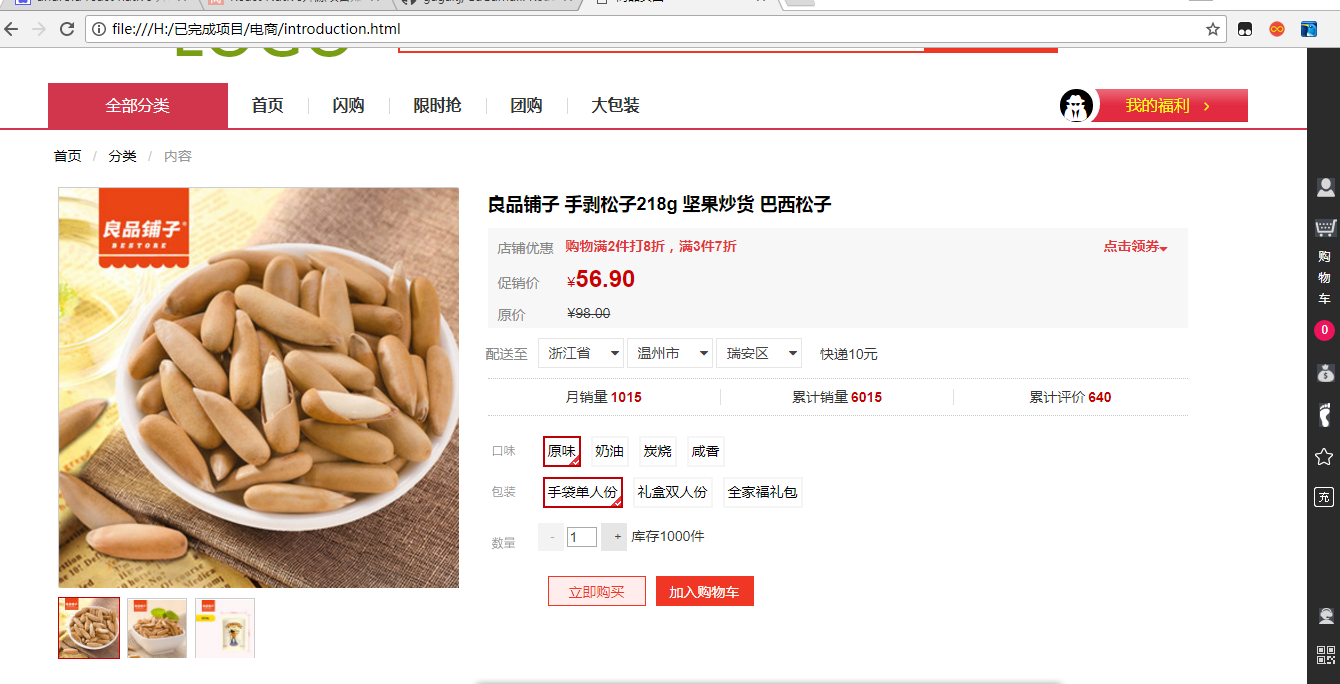 file:///H:/已完成项目/电商/introduction.html
LOGO
全部分类 首页 闪购 限时抢 团购 大包装 我的福利 >
首页 / 分类 / 内容
良品铺子
BESTORE
良品铺子 手剥松子218g 坚果炒货 巴西松子
店铺优惠 购物满2件打8折，满3件7折 点击领券
促销价 ¥56.90
原价 ¥98.00
配送至 浙江省 温州市 瑞安区 快递10元
月销量 1015 累计销量 6015 累计评价 640
口味 原味 奶油 炭烧 咸香
包装 手袋单人份 礼盒双人份 全家福礼包
数量 - 1 + 库存1000件
立即购买 加入购物车
购
物
车
0
充